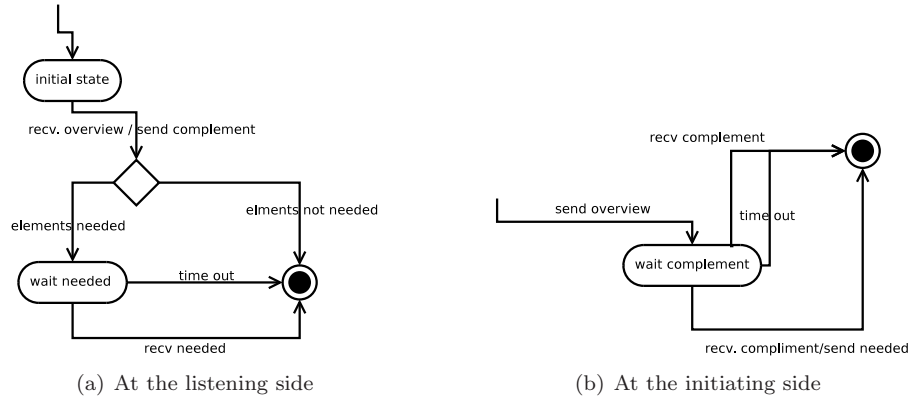 initial state
recv. overview / send complement
elments not needed
elements needed
wait needed
time out
recv needed
(a) At the listening side
recv complement
send overview
time out
wait complement
recv. compliment/send needed
(b) At the initiating side